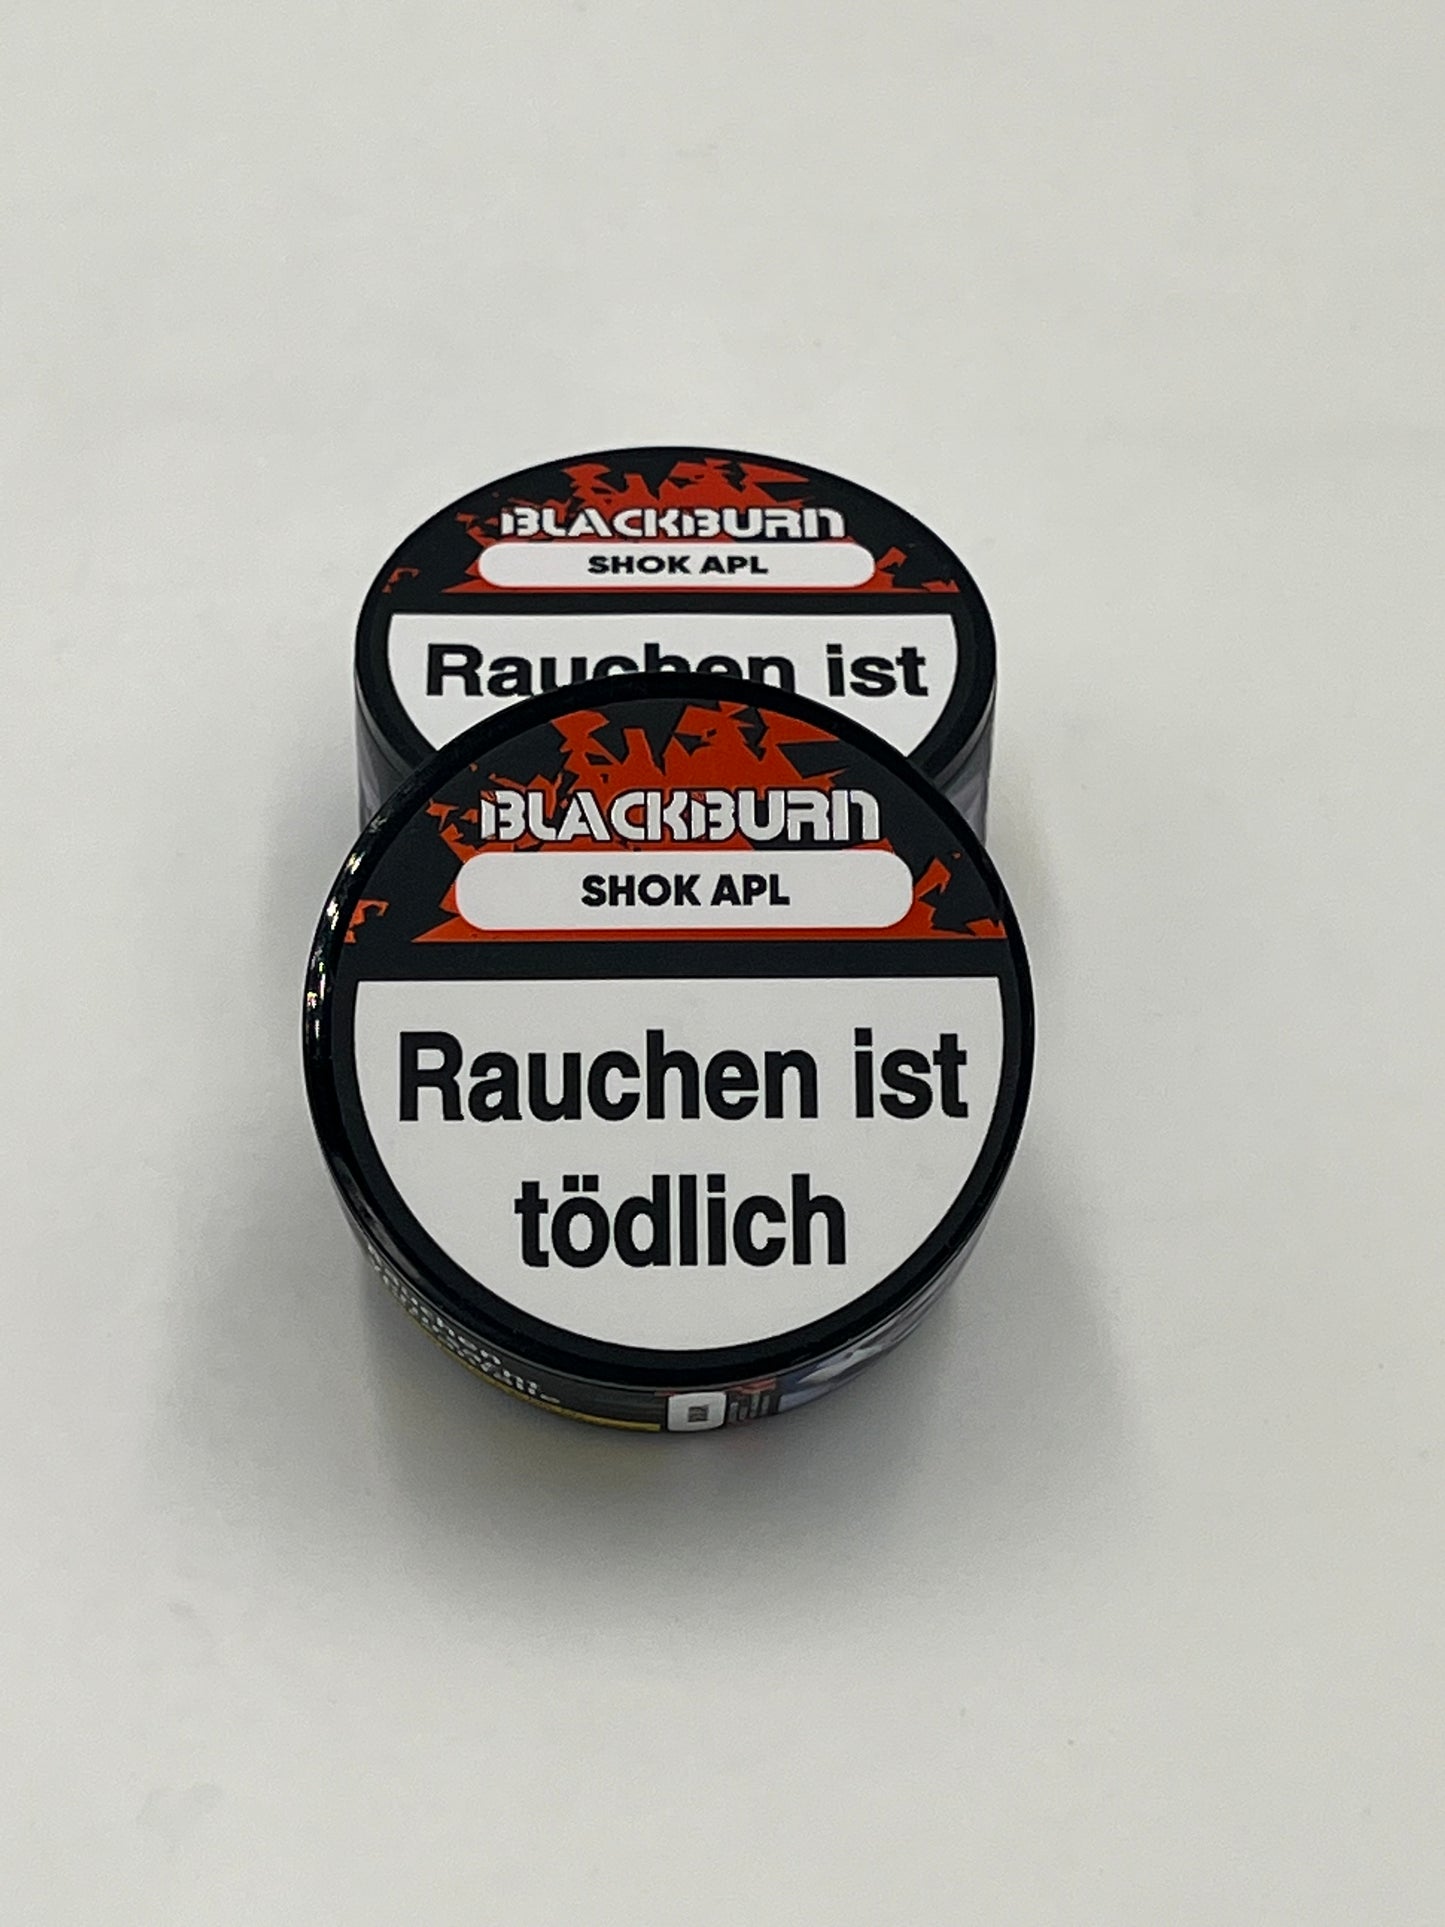 BLACKBURN
SHOK APL
Rauchen ist
BLACKBURN
SHOK APL
Rauchen ist
tödlich